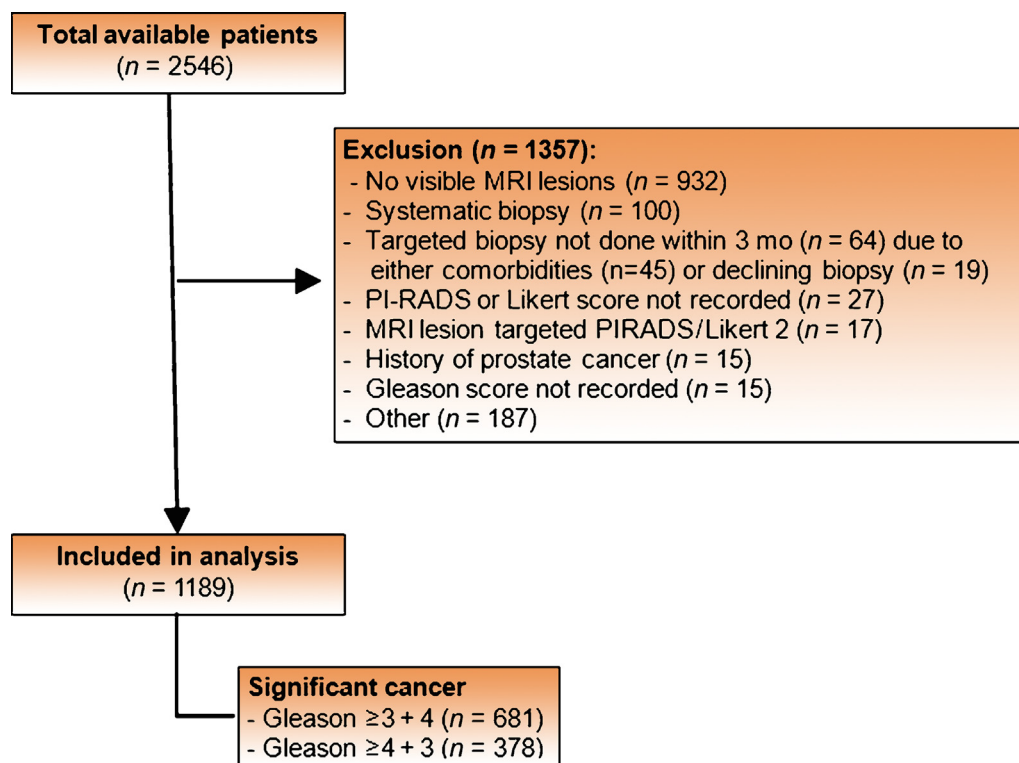 Total available patients
(n = 2546)
Exclusion (n = 1357):
- No visible MRI lesions (n = 932)
- Systematic biopsy (n = 100)
- Targeted biopsy not done within 3 mo (n = 64) due to
either comorbidities (n=45) or declining biopsy (n = 19)
- PI-RADS or Likert score not recorded (n = 27)
- MRI lesion targeted PIRADS/Likert 2 (n = 17)
- History of prostate cancer (n = 15)
- Gleason score not recorded (n = 15)
- Other (n = 187)
Included in analysis
(n = 1189)
Significant cancer
- Gleason ≥3 + 4 (n = 681)
- Gleason ≥4 + 3 (n = 378)